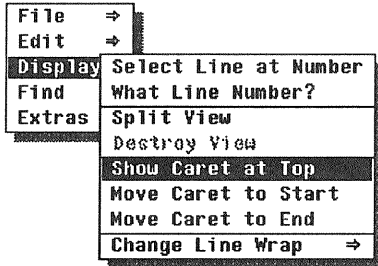 File ⇒
Edit ⇒
Display
Find
Extras
Select Line at Number
What Line Number?
Split View
Destroy View
Show Caret at Top
Move Caret to Start
Move Caret to End
Change Line Wrap ⇒